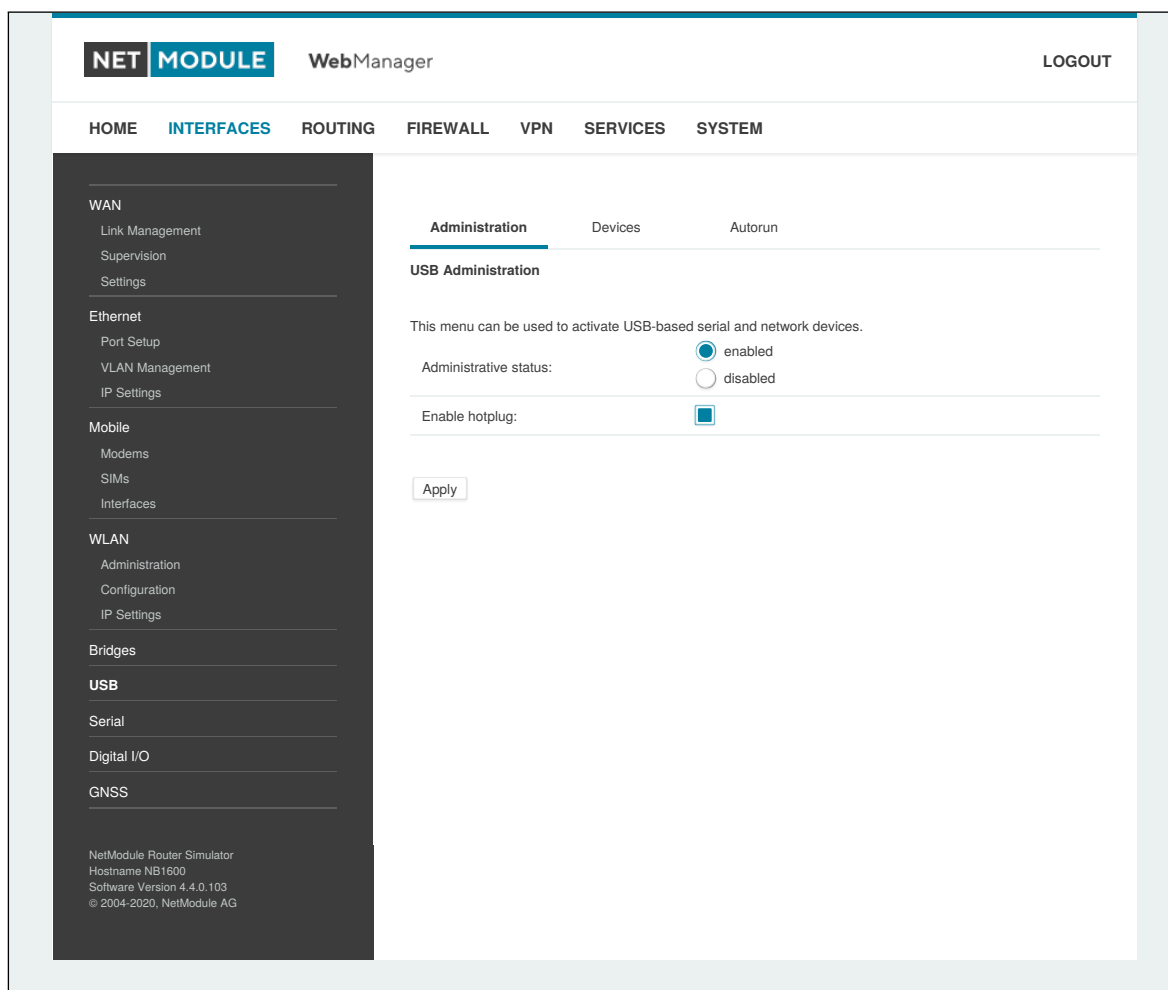 NET MODULE WebManager LOGOUT
HOME INTERFACES ROUTING FIREWALL VPN SERVICES SYSTEM
WAN
Link Management
Supervision
Settings
Ethernet
Port Setup
VLAN Management
IP Settings
Mobile
Modems
SIMs
Interfaces
WLAN
Administration
Configuration
IP Settings
Bridges
USB
Serial
Digital I/O
GNSS
NetModule Router Simulator
Hostname NB1600
Software Version 4.4.0.103
© 2004-2020, NetModule AG
Administration Devices Autorun
USB Administration
This menu can be used to activate USB-based serial and network devices.
Administrative status:
enabled
disabled
Enable hotplug:
Apply